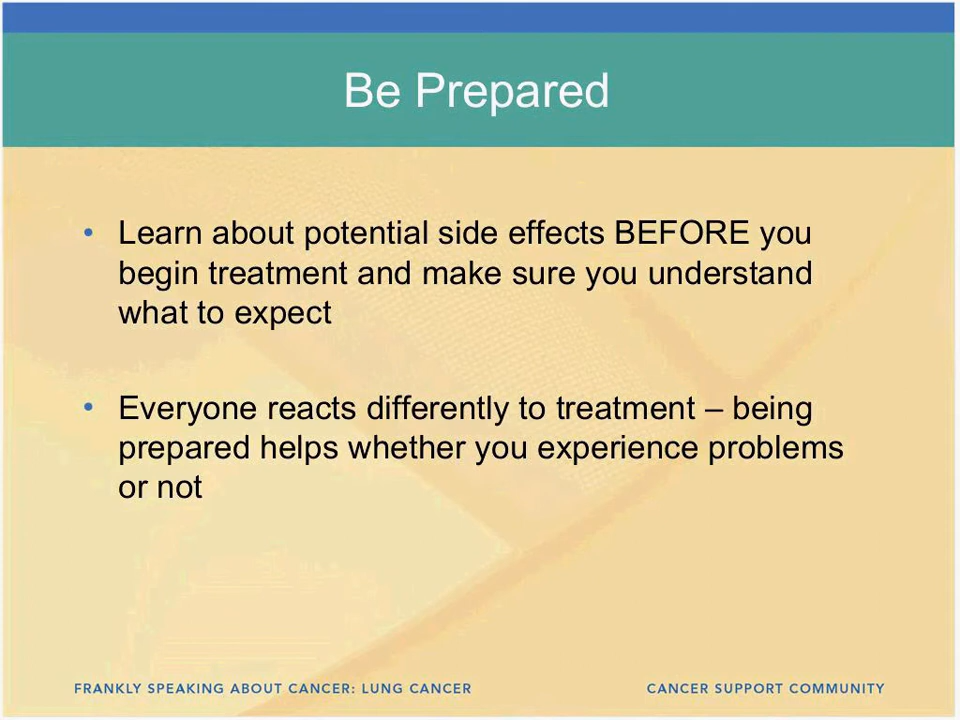 Be Prepared
• Learn about potential side effects BEFORE you
begin treatment and make sure you understand
what to expect
• Everyone reacts differently to treatment – being
prepared helps whether you experience problems
or not
FRANKLY SPEAKING ABOUT CANCER: LUNG CANCER
CANCER SUPPORT COMMUNITY